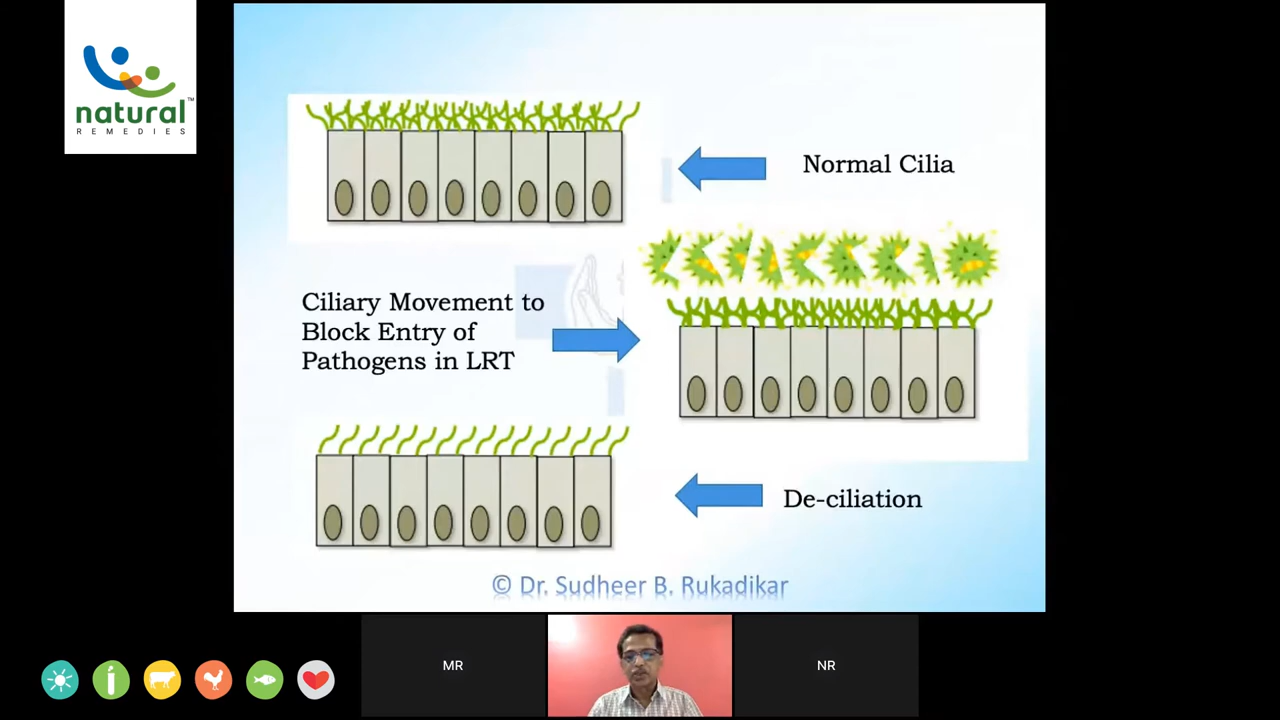 natural™
REMEDIES
Normal Cilia
Ciliary Movement to
Block Entry of
Pathogens in LRT
De-ciliation
© Dr. Sudheer B. Rukadikar
MR
NR